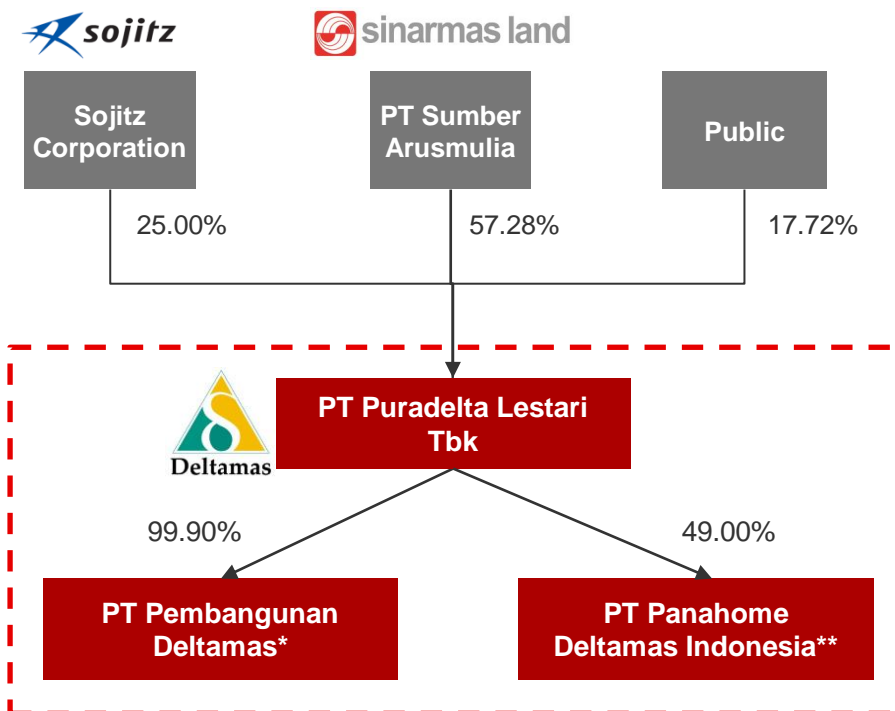 sojitz
sinarmas land
Sojitz
Corporation
PT Sumber
Arusmulia
Public
25.00%
57.28%
17.72%
Deltamas
PT Puradelta Lestari
Tbk
99.90%
49.00%
PT Pembangunan
Deltamas*
PT Panahome
Deltamas Indonesia**